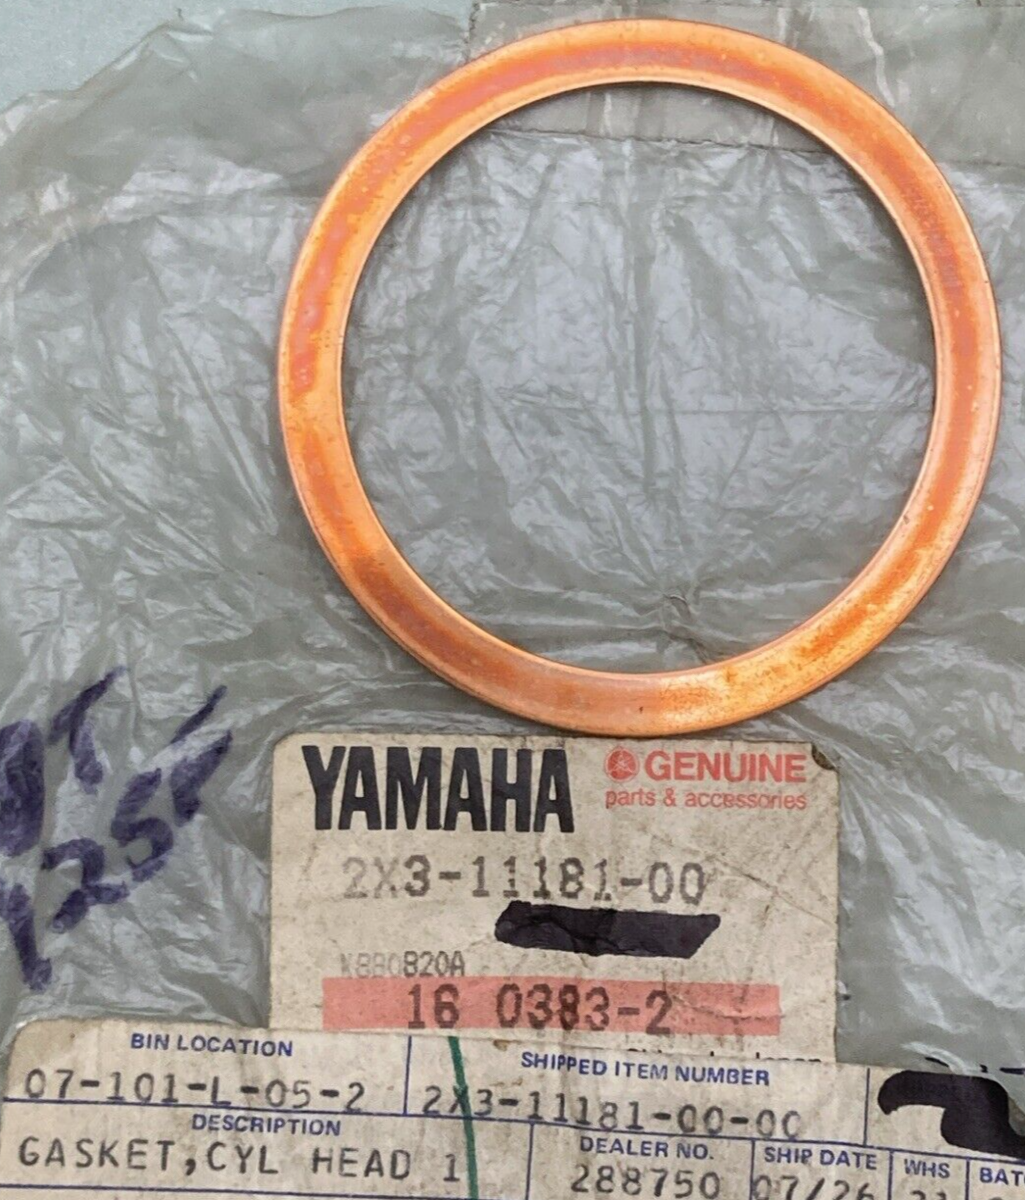 YAMAHA
GENUINE
parts & accessories
2X3-11181-00
K880820A
16 0383-2
BIN LOCATION
SHIPPED ITEM NUMBER
07-101-L-05-2
2X3-11181-00-00
DESCRIPTION
GASKET,CYL HEAD 1
DEALER NO.
SHIP DATE
WHS
288750
07/26